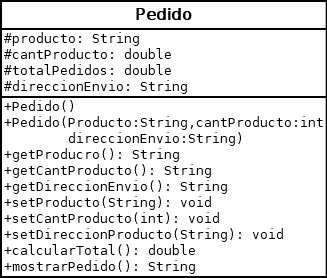 Pedido
#producto: String
#cantProducto: double
#totalPedidos: double
#direccionEnvio: String
+Pedido()
+Pedido(Producto:String,cantProducto:int
direccionEnvio:String)
+getProducro(): String
+getCantProducto(): String
+getDireccionEnvio(): String
+setProducto(String): void
+setCantProducto(int): void
+setDireccionProducto(String): void
+calcularTotal(): double
+mostrarPedido(): String